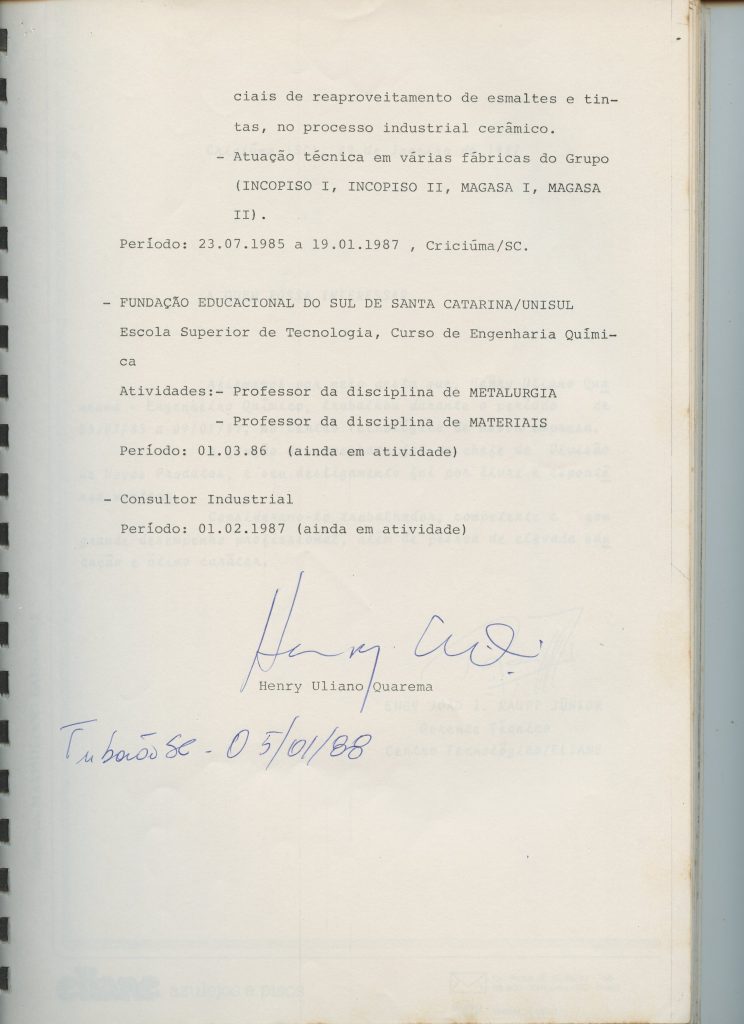 ciais de reaproveitamento de esmaltes e tin-
tas, no processo industrial cerâmico.
- Atuação técnica em várias fábricas do Grupo
(INCOPISO I, INCOPISO II, MAGASA I, MAGASA
II).
Período: 23.07.1985 a 19.01.1987 , Criciúma/SC.
- FUNDAÇÃO EDUCACIONAL DO SUL DE SANTA CATARINA/UNISUL
Escola Superior de Tecnologia, Curso de Engenharia Quími-
ca
Atividades:- Professor da disciplina de METALURGIA
- Professor da disciplina de MATERIAIS
Período: 01.03.86 (ainda em atividade)
- Consultor Industrial
Período: 01.02.1987 (ainda em atividade)
Henry
Henry Uliano Quarema
Tubarão SC - 05/01/88